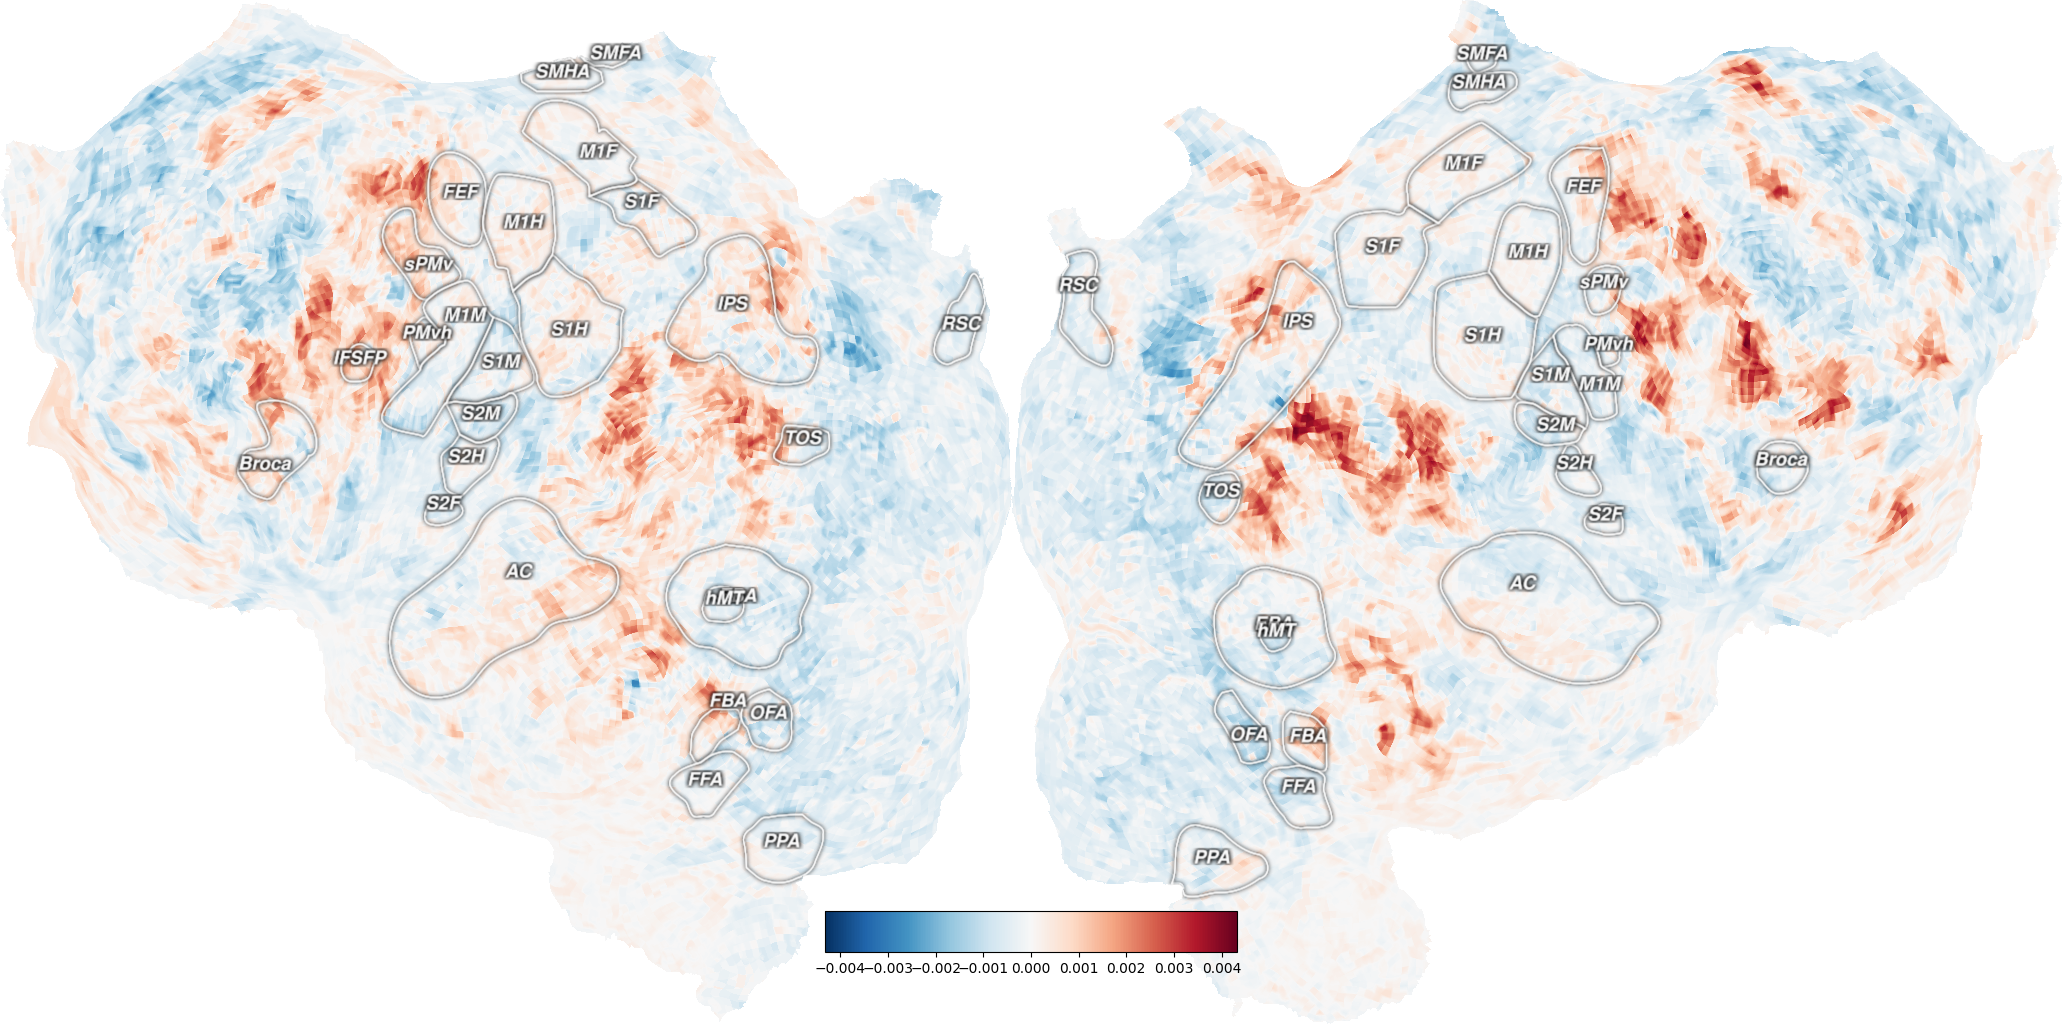 SMFA
SMHA
M1F
FEF
S1F
M1H
sPMv
IPS
M1M
PMvh
RSC
S1H
IFSFP
S1M
S2M
TOS
Broca
S2H
S2F
AC
hMT
FBA
OFA
FFA
PPA
SMFA
SMHA
M1F
FEF
S1F
M1H
RSC
sPMv
IPS
S1H
PMvh
S1M
M1M
S2M
Broca
S2H
TOS
S2F
AC
hMT
OFA
FBA
FFA
PPA
−0.004 −0.003 −0.002 −0.001 0.000 0.001 0.002 0.003 0.004